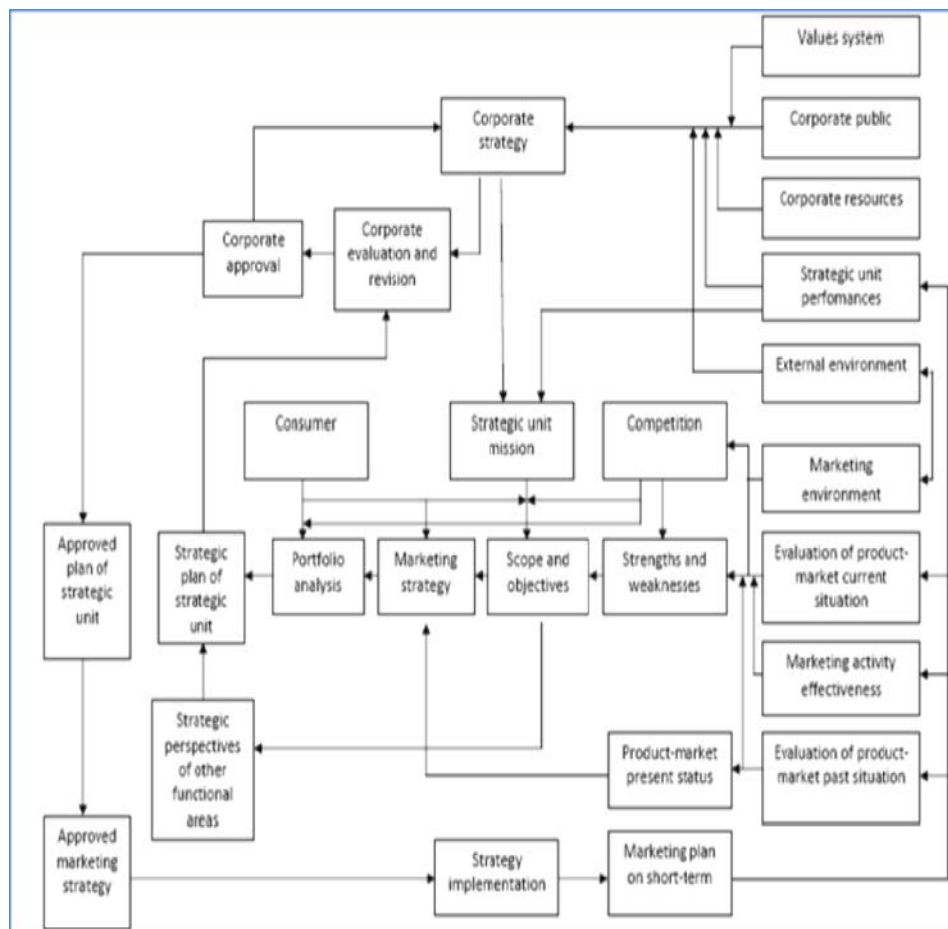 Values system
Corporate
strategy
Corporate public
Corporate resources
Corporate
approval
Corporate
evaluation and
revision
Strategic unit
perfomances
External environment
Consumer
Strategic unit
mission
Competition
Marketing
environment
Approved
plan of
strategic
unit
Strategic
plan of
strategic
unit
Portfolio
analysis
Marketing
strategy
Scope and
objectives
Strengths and
weaknesses
Evaluation of product-
market current
situation
Marketing activity
effectiveness
Strategic
perspectives
of other
functional
areas
Product-market
present status
Evaluation of product-
market past situation
Approved
marketing
strategy
Strategy
implementation
Marketing plan
on short-term